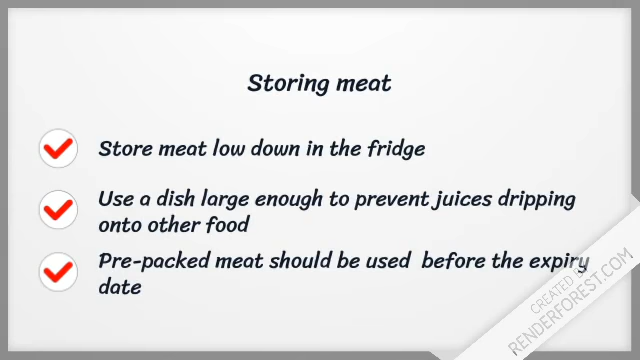 Storing meat
Store meat low down in the fridge
Use a dish large enough to prevent juices dripping
onto other food
Pre-packed meat should be used  before the expiry
date
CREATED BY
RENDERFOREST.COM